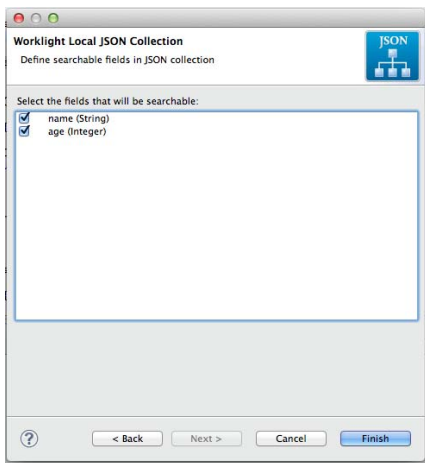 Worklight Local JSON Collection
Define searchable fields in JSON collection
JSON
Select the fields that will be searchable:
name (String)
age (Integer)
?
< Back
Next >
Cancel
Finish